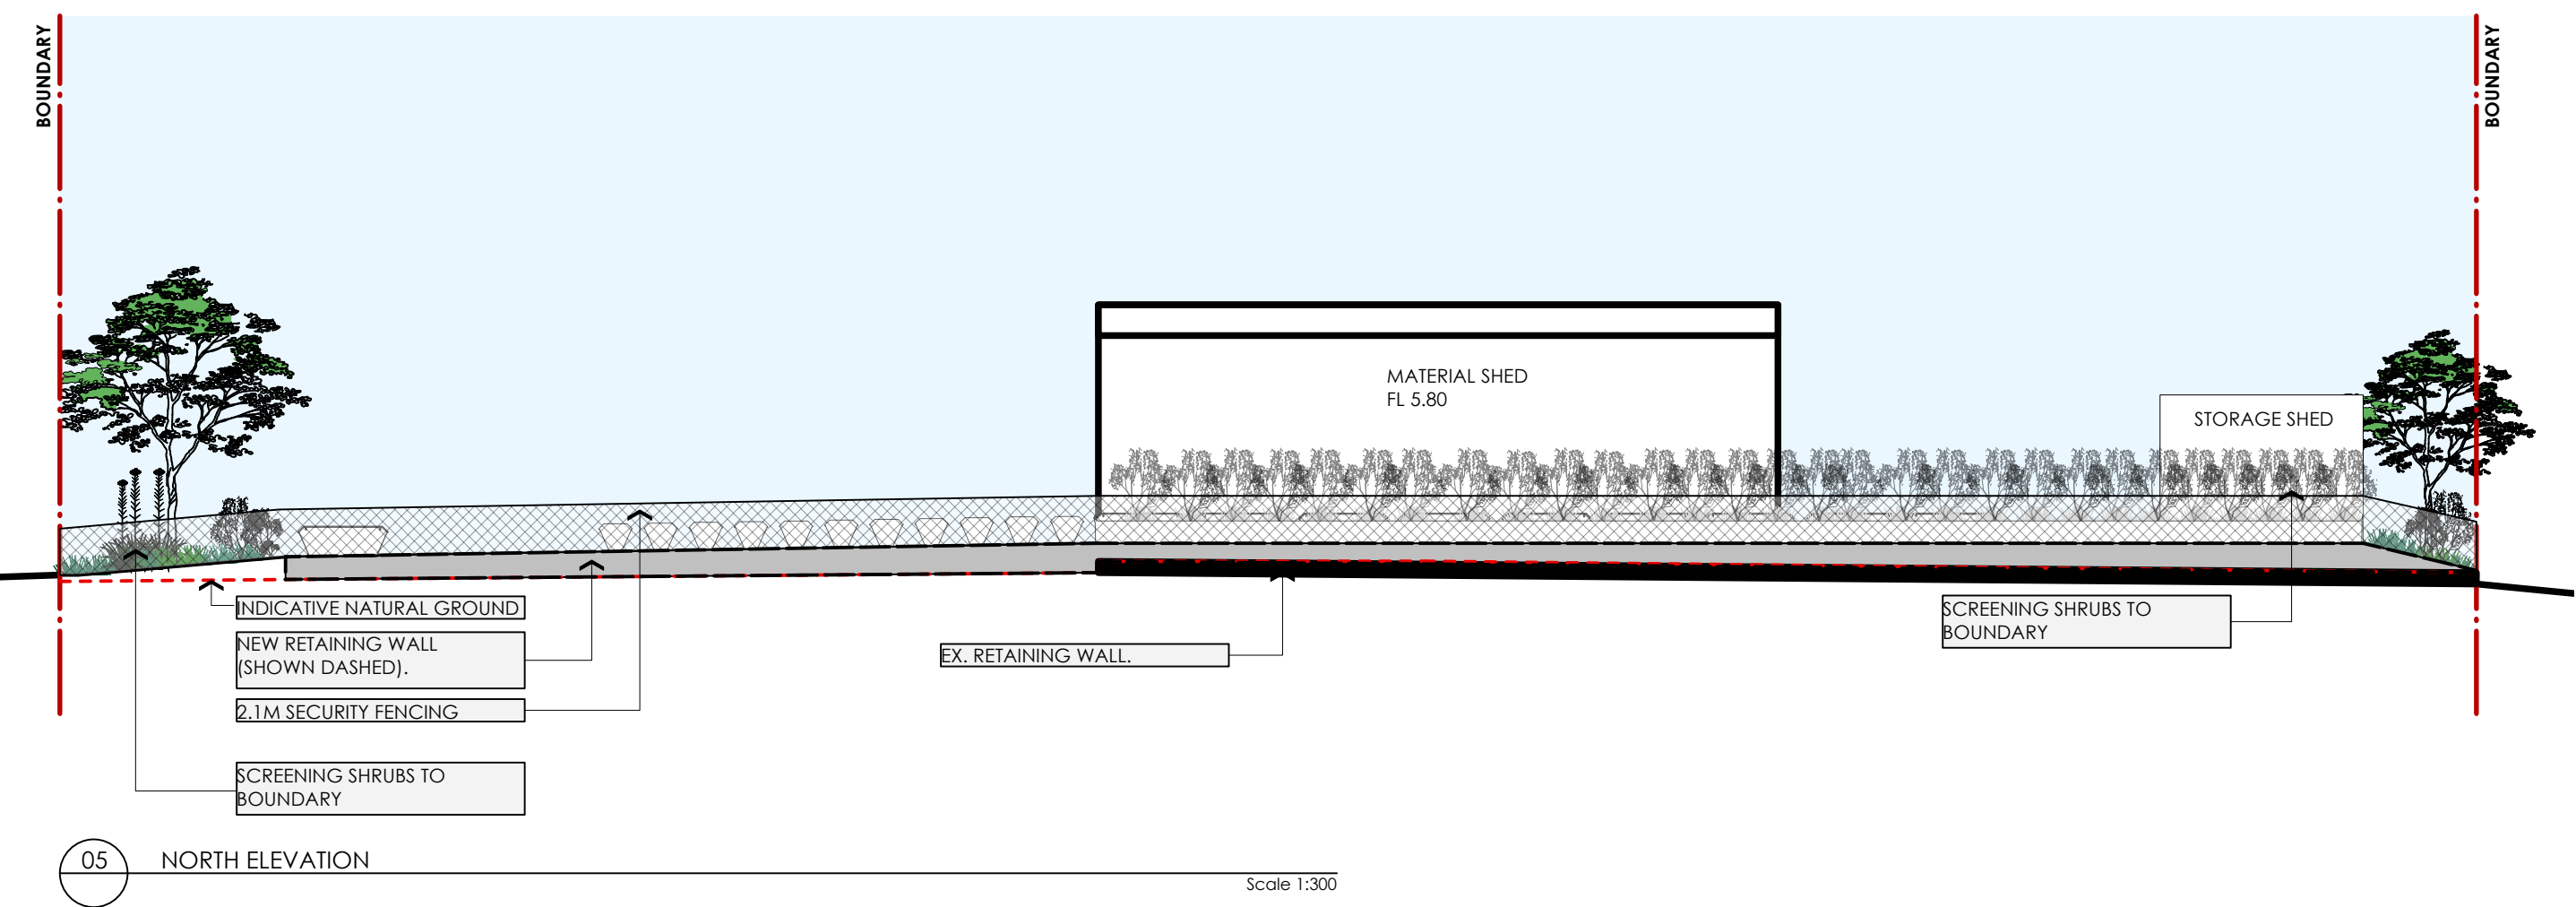 BOUNDARY
BOUNDARY
MATERIAL SHED
FL 5.80
STORAGE SHED
INDICATIVE NATURAL GROUND
NEW RETAINING WALL
(SHOWN DASHED).
2.1M SECURITY FENCING
SCREENING SHRUBS TO
BOUNDARY
EX. RETAINING WALL.
SCREENING SHRUBS TO
BOUNDARY
05
NORTH ELEVATION
Scale 1:300